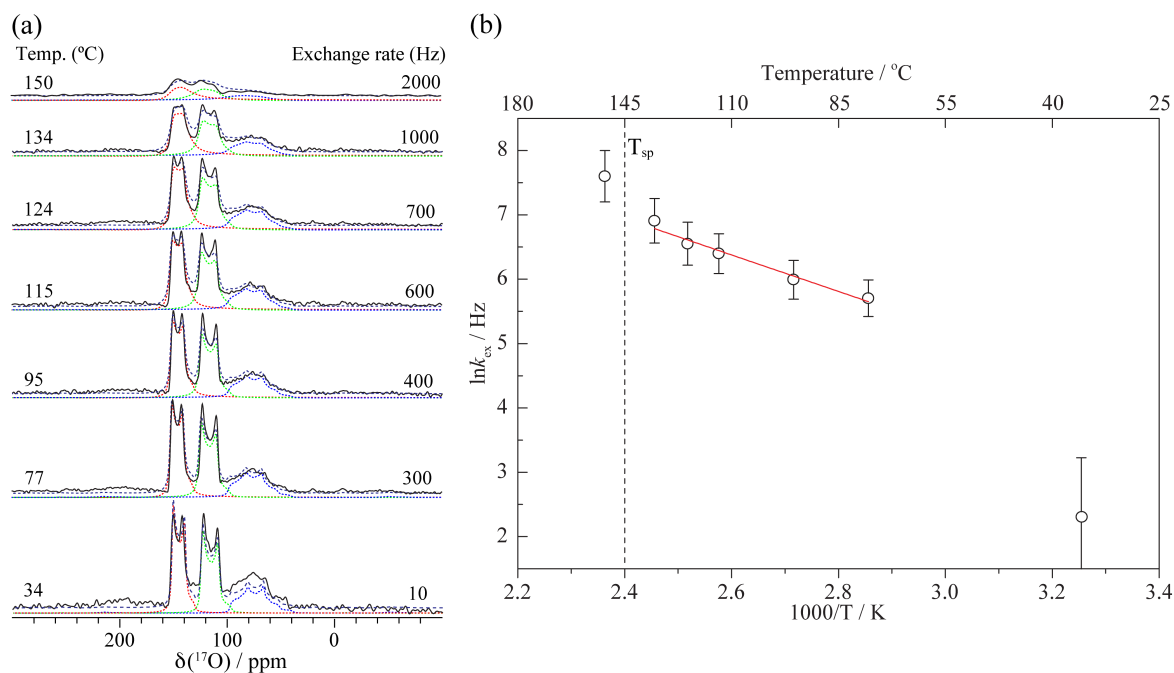 (a)
Temp. (ºC) Exchange rate (Hz)
150 2000
134 1000
124 700
115 600
95 400
77 300
34 10
200 100 0
δ(¹⁷O) / ppm
(b)
Temperature / °C
180 145 110 85 55 40 25
Tsp
8
7
6
5
3
2
lnkex / Hz
2.2 2.4 2.6 2.8 3.0 3.2 3.4
1000/T / K